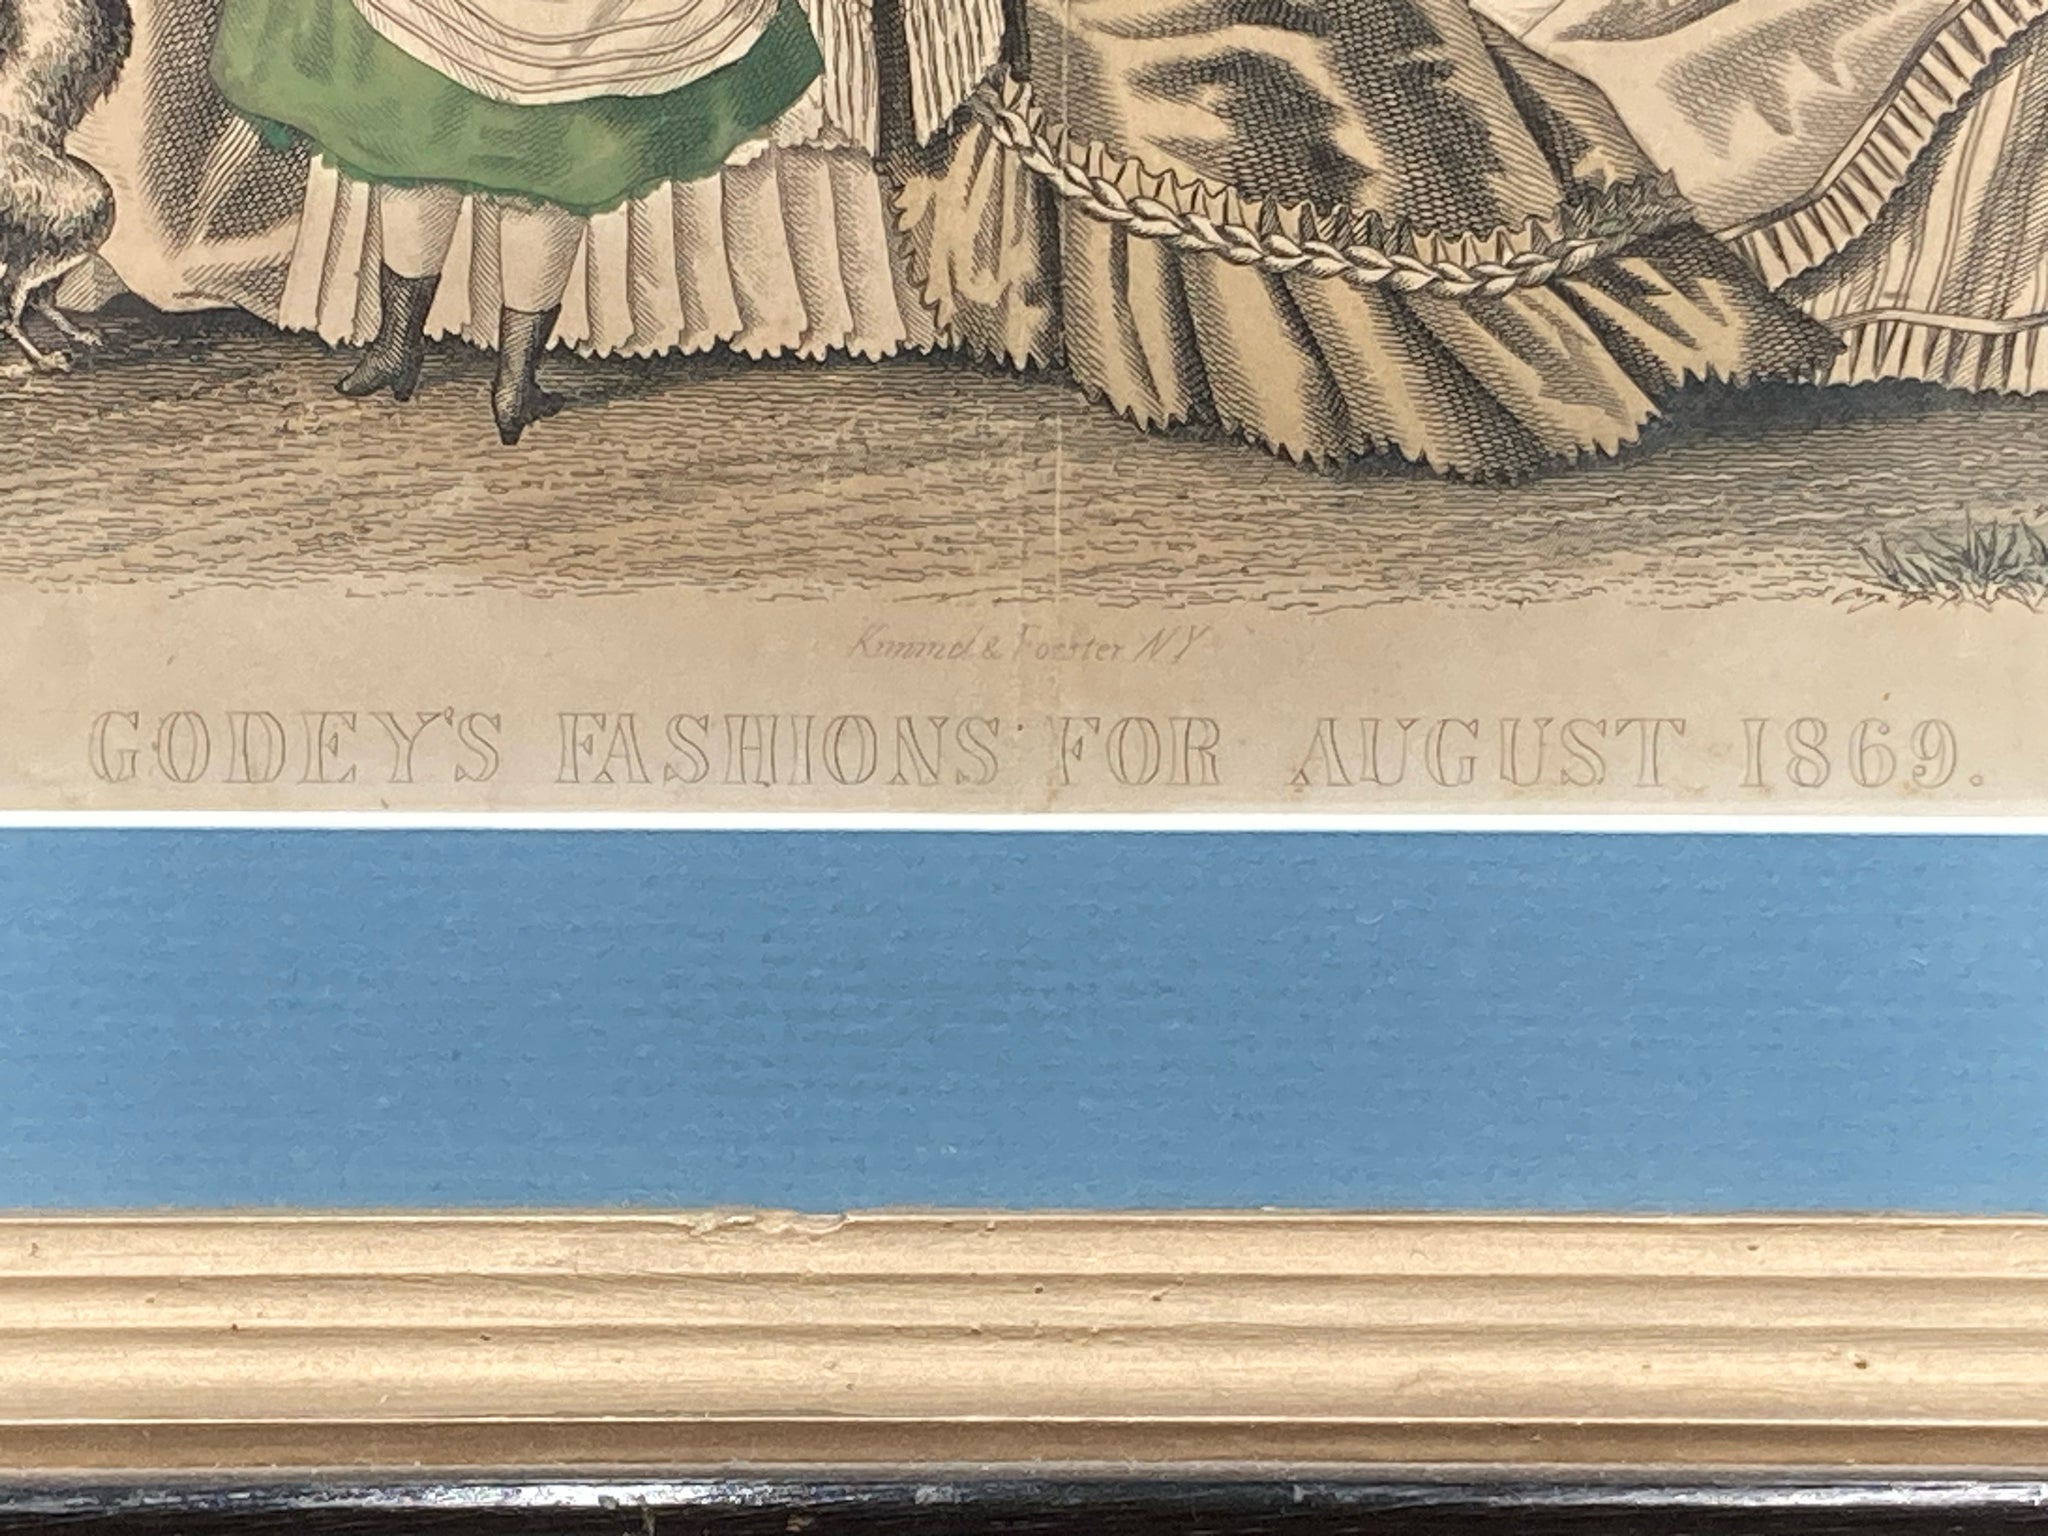 Kimmel & Forster N Y
GODEY'S FASHIONS FOR AUGUST 1869.